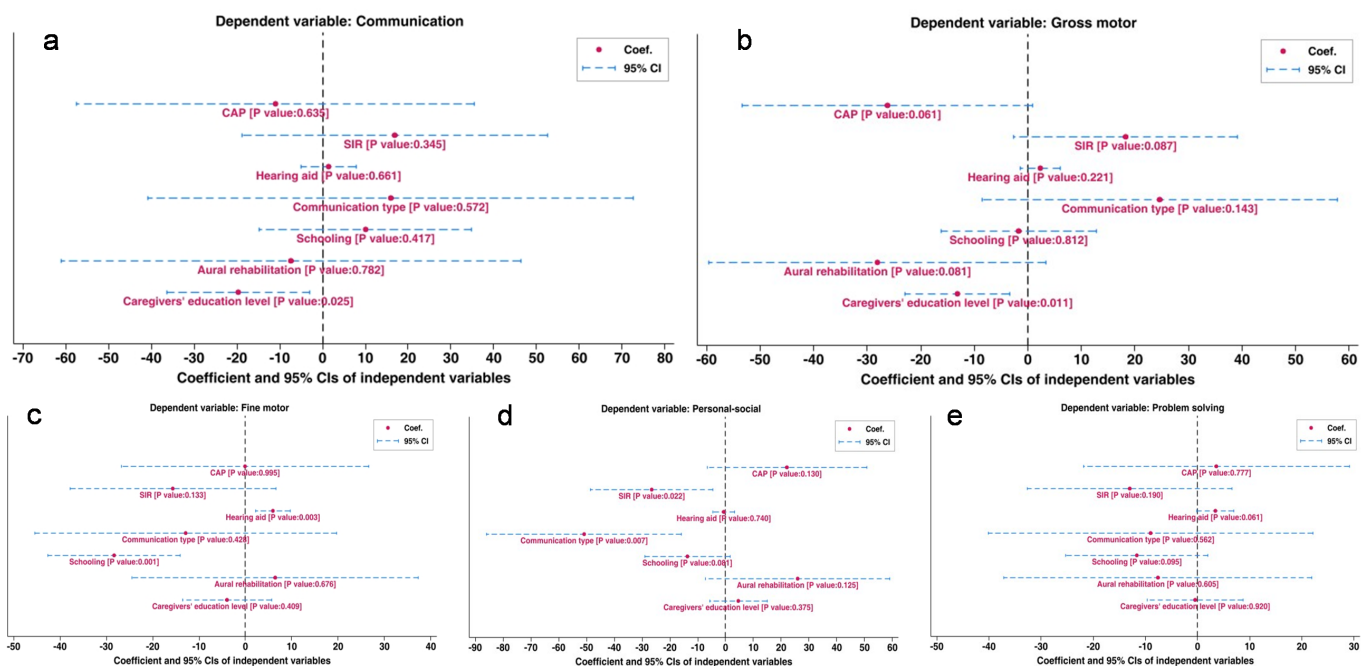 a
Dependent variable: Communication
Coef.
95% CI
CAP [P value:0.635]
SIR [P value:0.345]
Hearing aid [P value:0.661]
Communication type [P value:0.572]
Schooling [P value:0.417]
Aural rehabilitation [P value:0.782]
Caregivers' education level [P value:0.025]
-70 -60 -50 -40 -30 -20 -10 0 10 20 30 40 50 60 70 80
Coefficient and 95% CIs of independent variables
b
Dependent variable: Gross motor
Coef.
95% CI
CAP [P value:0.061]
SIR [P value:0.087]
Hearing aid [P value:0.221]
Communication type [P value:0.143]
Schooling [P value:0.812]
Aural rehabilitation [P value:0.081]
Caregivers' education level [P value:0.011]
-60 -50 -40 -30 -20 -10 0 10 20 30 40 50 60
Coefficient and 95% CIs of independent variables
c
Dependent variable: Fine motor
Coef.
95% CI
CAP [P value:0.995]
SIR [P value:0.133]
Hearing aid [P value:0.003]
Communication type [P value:0.428]
Schooling [P value:0.001]
Aural rehabilitation [P value:0.676]
Caregivers' education level [P value:0.409]
-50 -40 -30 -20 -10 0 10 20 30 40
Coefficient and 95% CIs of independent variables
d
Dependent variable: Personal-social
Coef.
95% CI
CAP [P value:0.130]
SIR [P value:0.022]
Hearing aid [P value:0.740]
Communication type [P value:0.007]
Schooling [P value:0.081]
Aural rehabilitation [P value:0.125]
Caregivers' education level [P value:0.375]
-90 -80 -70 -60 -50 -40 -30 -20 -10 0 10 20 30 40 50 60
Coefficient and 95% CIs of independent variables
e
Dependent variable: Problem solving
Coef.
95% CI
CAP [P value:0.777]
SIR [P value:0.190]
Hearing aid [P value:0.061]
Communication type [P value:0.562]
Schooling [P value:0.095]
Aural rehabilitation [P value:0.605]
Caregivers' education level [P value:0.920]
-50 -40 -30 -20 -10 0 10 20 30
Coefficient and 95% CIs of independent variables